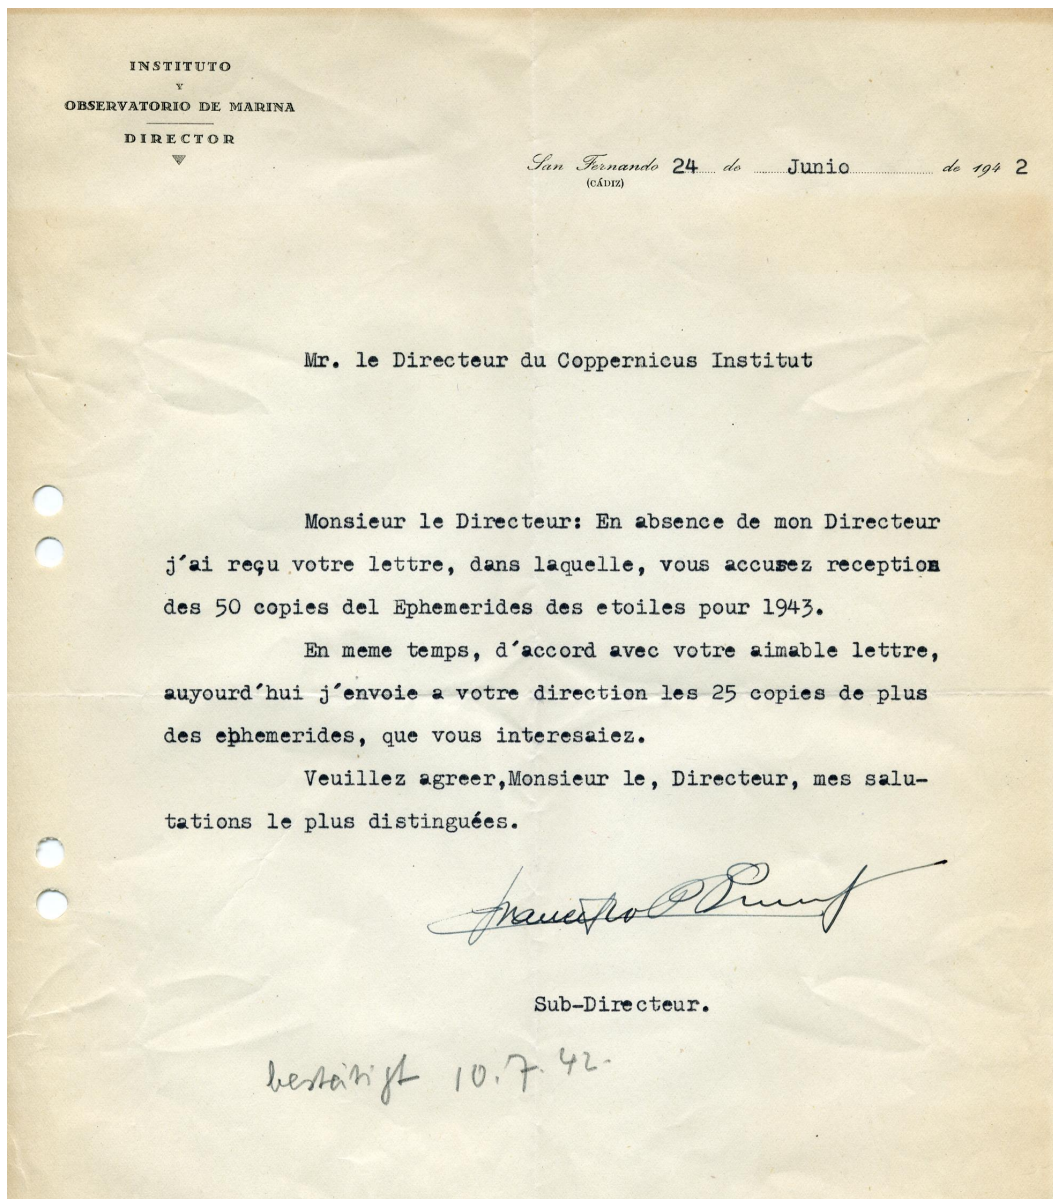 INSTITUTO
Y
OBSERVATORIO DE MARINA
DIRECTOR
San Fernando 24 de Junio de 194 2
(CÁDIZ)
Mr. le Directeur du Coppernicus Institut
Monsieur le Directeur: En absence de mon Directeur
j´ai reçu votre lettre, dans laquelle, vous accusez reception
des 50 copies del Ephemerides des etoiles pour 1943.
En meme temps, d´accord avec votre aimable lettre,
auyourd´hui j´envoie a votre direction les 25 copies de plus
des ephemerides, que vous interesaiez.
Veuillez agreer,Monsieur le, Directeur, mes salu-
tations le plus distinguées.
Francisco
Sub-Directeur.
bestätigt 10.7.42.